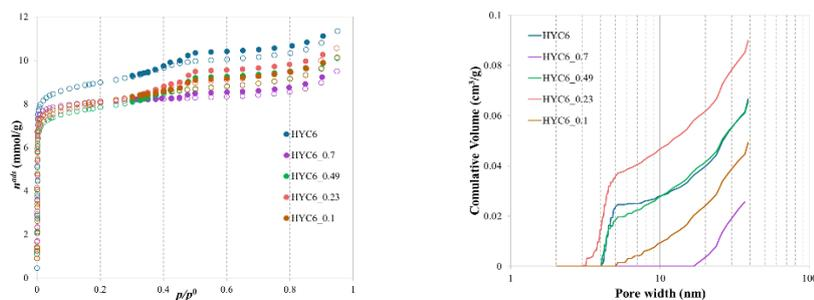 12
10
8
6
4
2
0
n^ads (mmol/g)
HYC6
HYC6_0.7
HYC6_0.49
HYC6_0.23
HYC6_0.1
0 0.2 0.4 0.6 0.8 1
p/p^0
0.1
0.08
0.06
0.04
0.02
0
Cumulative Volume (cm³/g)
HYC6
HYC6_0.7
HYC6_0.49
HYC6_0.23
HYC6_0.1
1 10 100
Pore width (nm)